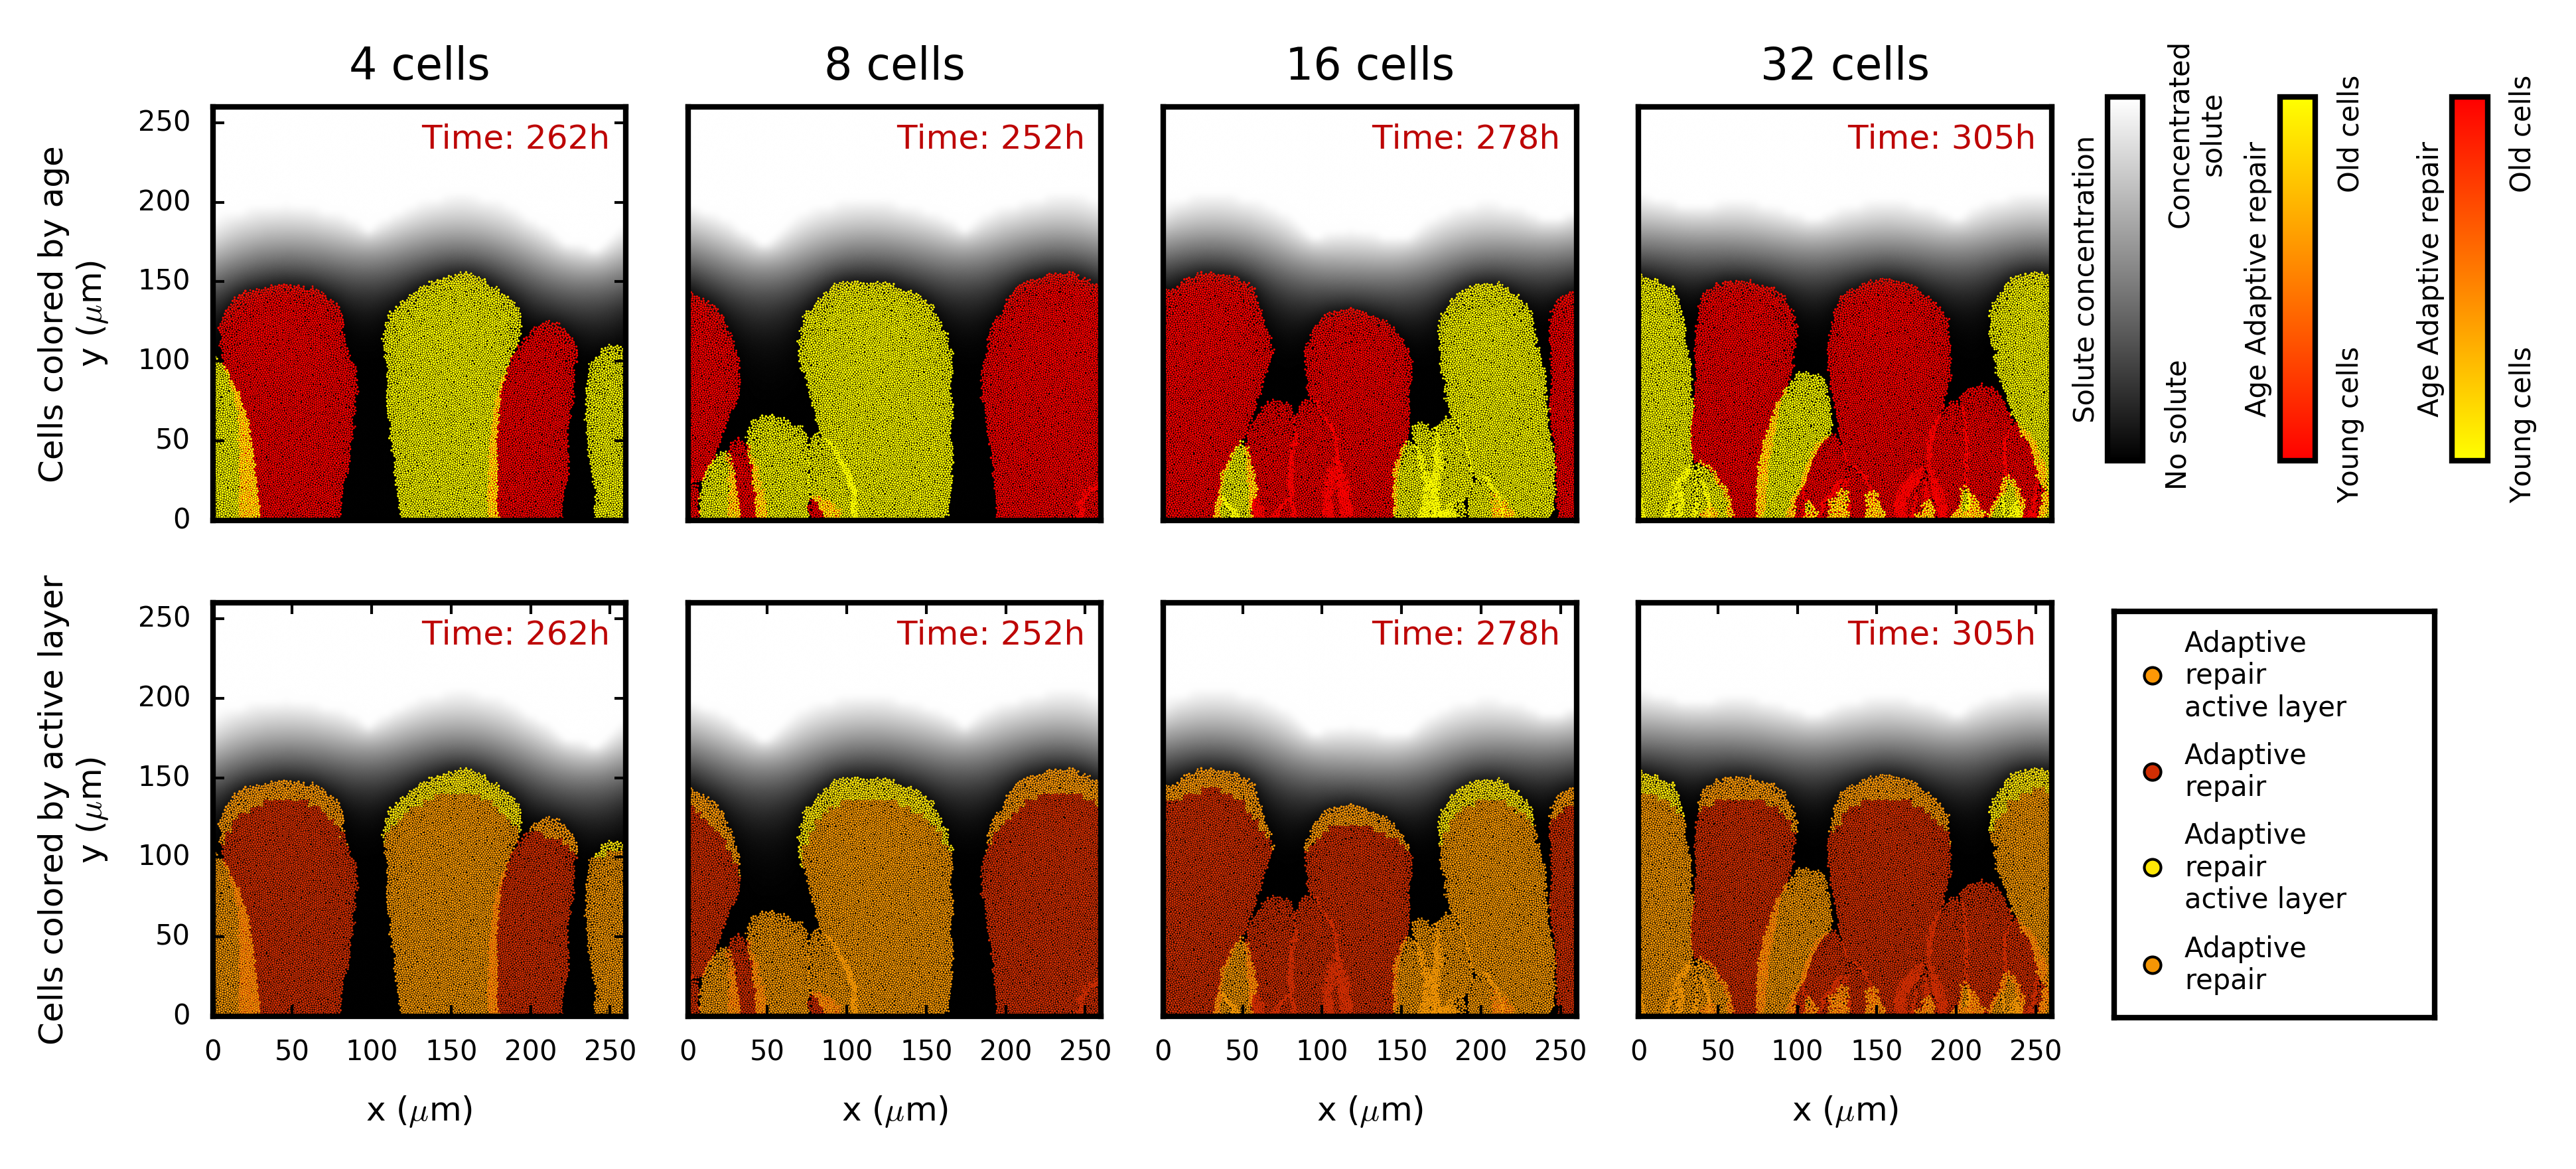 4 cells
8 cells
16 cells
32 cells
Cells colored by age
y (μm)
250
200
150
100
50
0
Time: 262h
Time: 252h
Time: 278h
Time: 305h
Solute concentration
Concentrated
solute
No solute
Age Adaptive repair
Old cells
Young cells
Age Adaptive repair
Old cells
Young cells
Cells colored by active layer
y (μm)
250
200
150
100
50
0
Time: 262h
Time: 252h
Time: 278h
Time: 305h
0 50 100 150 200 250
0 50 100 150 200 250
0 50 100 150 200 250
0 50 100 150 200 250
x (μm)
x (μm)
x (μm)
x (μm)
Adaptive
repair
active layer
Adaptive
repair
Adaptive
repair
active layer
Adaptive
repair